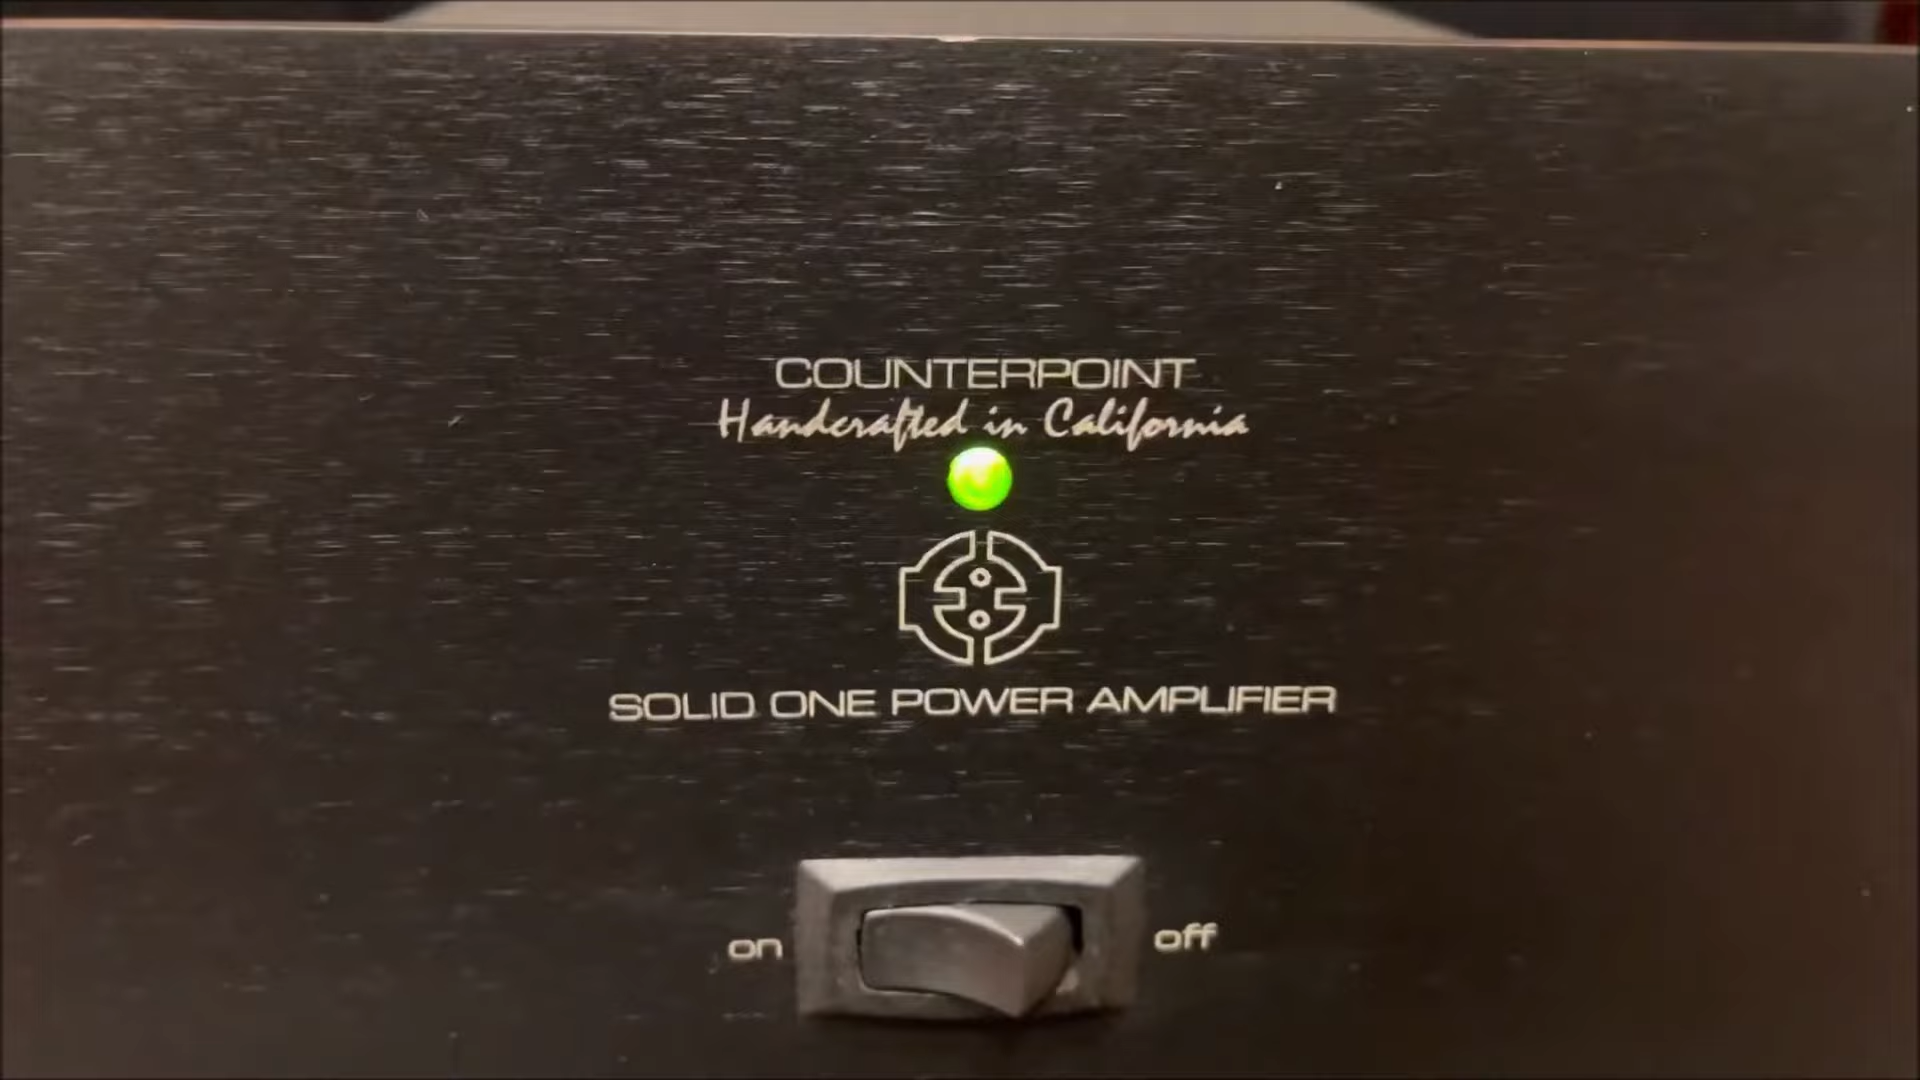 COUNTERPOINT
Handcrafted in California
SOLID ONE POWER AMPLIFIER
on off